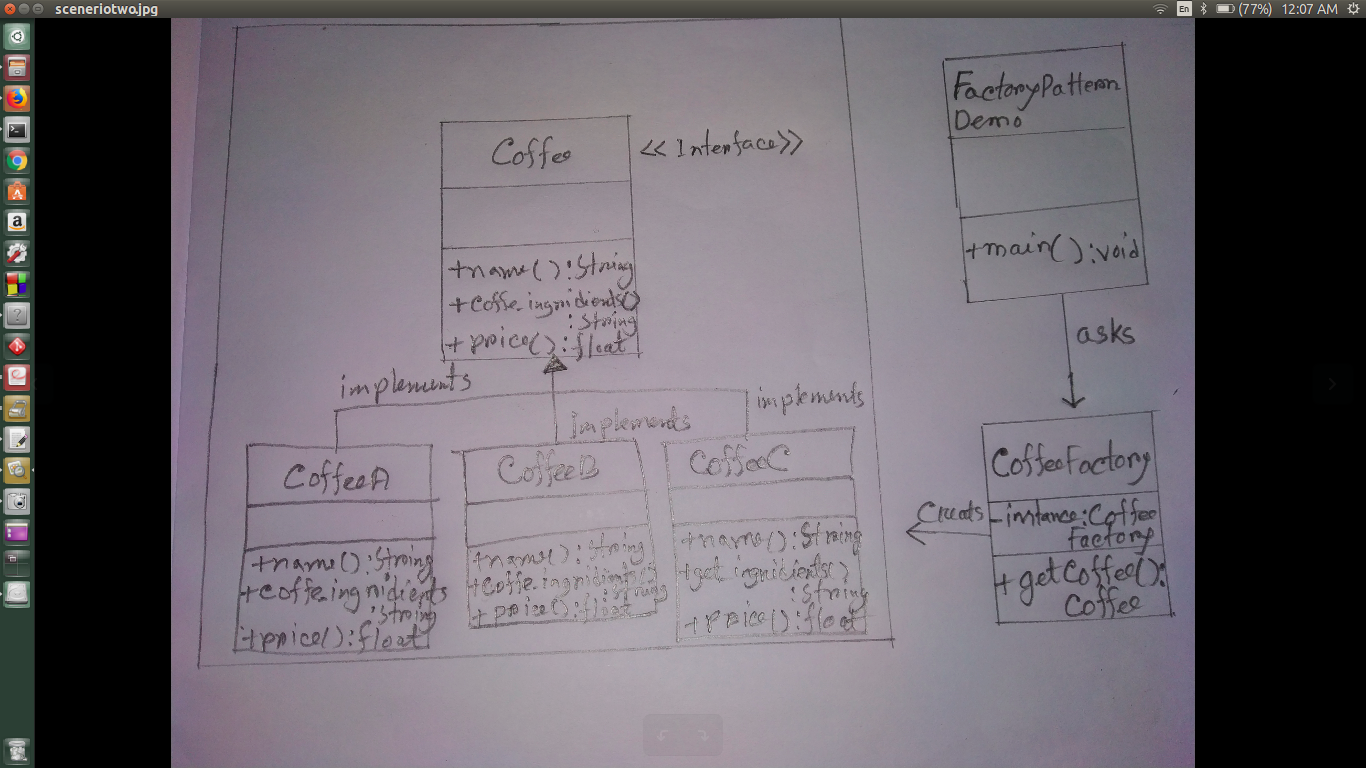 sceneriotwo.jpg
En
(77%)
12:07 AM
Coffee
<< Interface>>
+name():String
+coffe.ingridients()
:String
+price():float
implements
implements
implements
CoffeeA
+name():String
+coffe.ingridients
:String
+price():float
CoffeeB
+name():String
+coffe.ingridients
:String
+price():float
CoffeeC
+name():String
+get ingridients()
:String
+price():float
FactoryPattern
Demo
+main():void
asks
CoffeeFactory
-instance:Coffee
Factory
+getCoffee():
Coffee
Creats